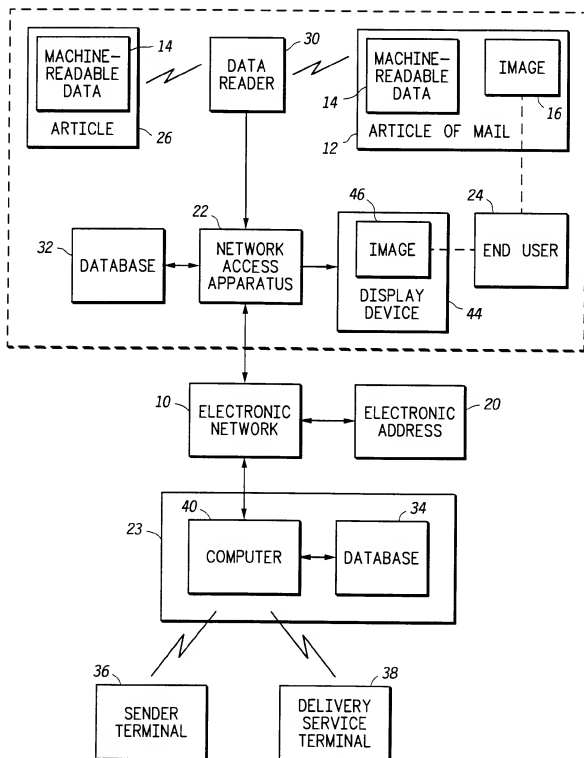 14
MACHINE-
READABLE
DATA
ARTICLE
26
30
DATA
READER
MACHINE-
READABLE
DATA
14
IMAGE
16
ARTICLE OF MAIL
12
32
DATABASE
22
NETWORK
ACCESS
APPARATUS
46
IMAGE
DISPLAY
DEVICE
44
24
END USER
10
ELECTRONIC
NETWORK
20
ELECTRONIC
ADDRESS
23
40
COMPUTER
34
DATABASE
36
SENDER
TERMINAL
38
DELIVERY
SERVICE
TERMINAL